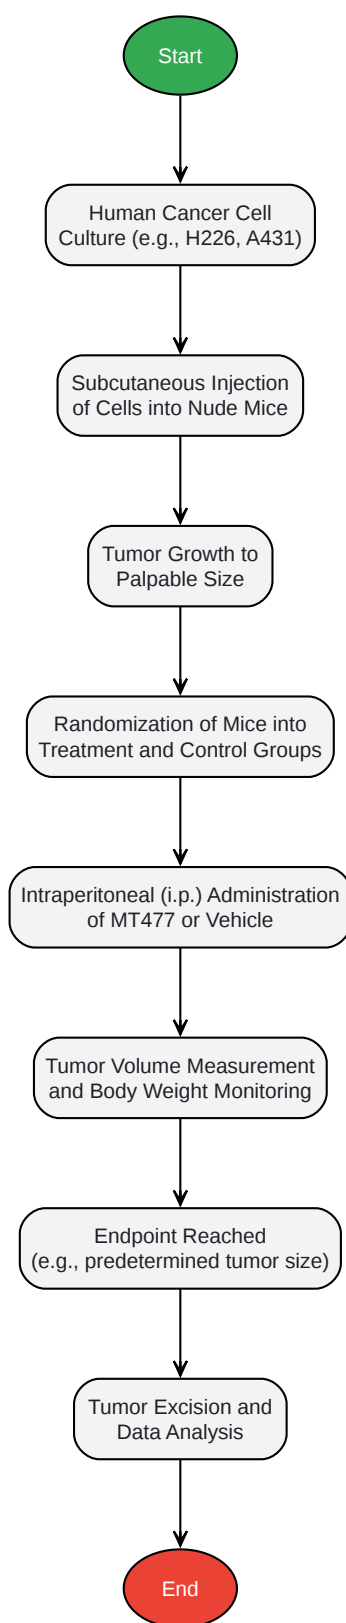 Start
Human Cancer Cell
Culture (e.g., H226, A431)
Subcutaneous Injection
of Cells into Nude Mice
Tumor Growth to
Palpable Size
Randomization of Mice into
Treatment and Control Groups
Intraperitoneal (i.p.) Administration
of MT477 or Vehicle
Tumor Volume Measurement
and Body Weight Monitoring
Endpoint Reached
(e.g., predetermined tumor size)
Tumor Excision and
Data Analysis
End